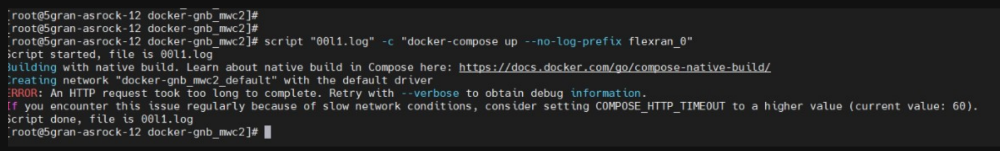 [root@5gran-asrock-12 docker-gnb_mwc2]#
[root@5gran-asrock-12 docker-gnb_mwc2]#
[root@5gran-asrock-12 docker-gnb_mwc2]# script "00l1.log" -c "docker-compose up --no-log-prefix flexran_0"
Script started, file is 00l1.log
Building with native build. Learn about native build in Compose here: https://docs.docker.com/go/compose-native-build/
Creating network "docker-gnb_mwc2_default" with the default driver
ERROR: An HTTP request took too long to complete. Retry with --verbose to obtain debug information.
If you encounter this issue regularly because of slow network conditions, consider setting COMPOSE_HTTP_TIMEOUT to a higher value (current value: 60).
Script done, file is 00l1.log
[root@5gran-asrock-12 docker-gnb_mwc2]#